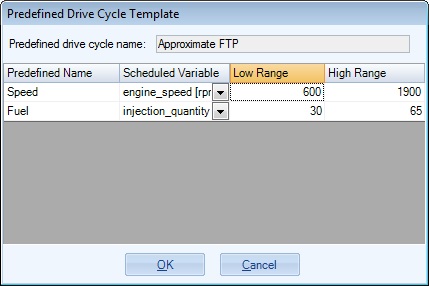 Predefined Drive Cycle Template
Predefined drive cycle name: Approximate FTP
Predefined Name Scheduled Variable Low Range High Range
Speed engine_speed [rpr 600 1900
Fuel injection_quantity 30 65
OK Cancel